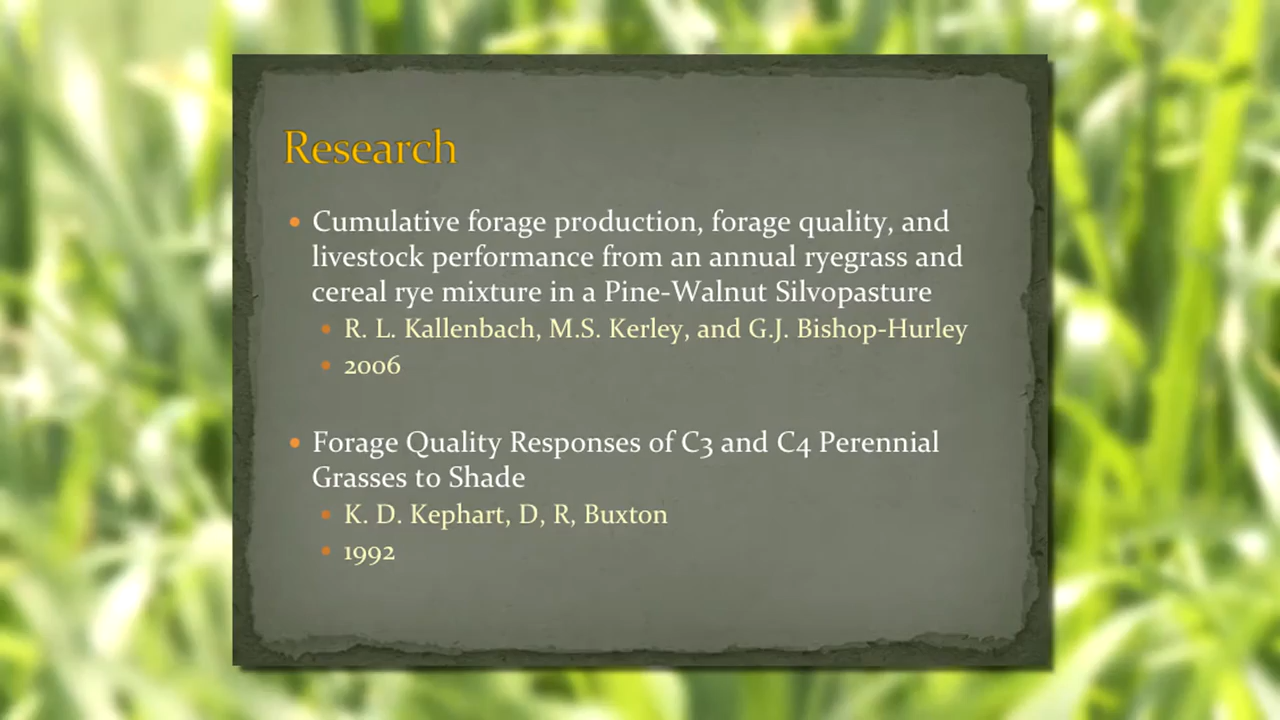 Research
Cumulative forage production, forage quality, and
livestock performance from an annual ryegrass and
cereal rye mixture in a Pine-Walnut Silvopasture
R. L. Kallenbach, M.S. Kerley, and G.J. Bishop-Hurley
2006
Forage Quality Responses of C3 and C4 Perennial
Grasses to Shade
K. D. Kephart, D, R, Buxton
1992